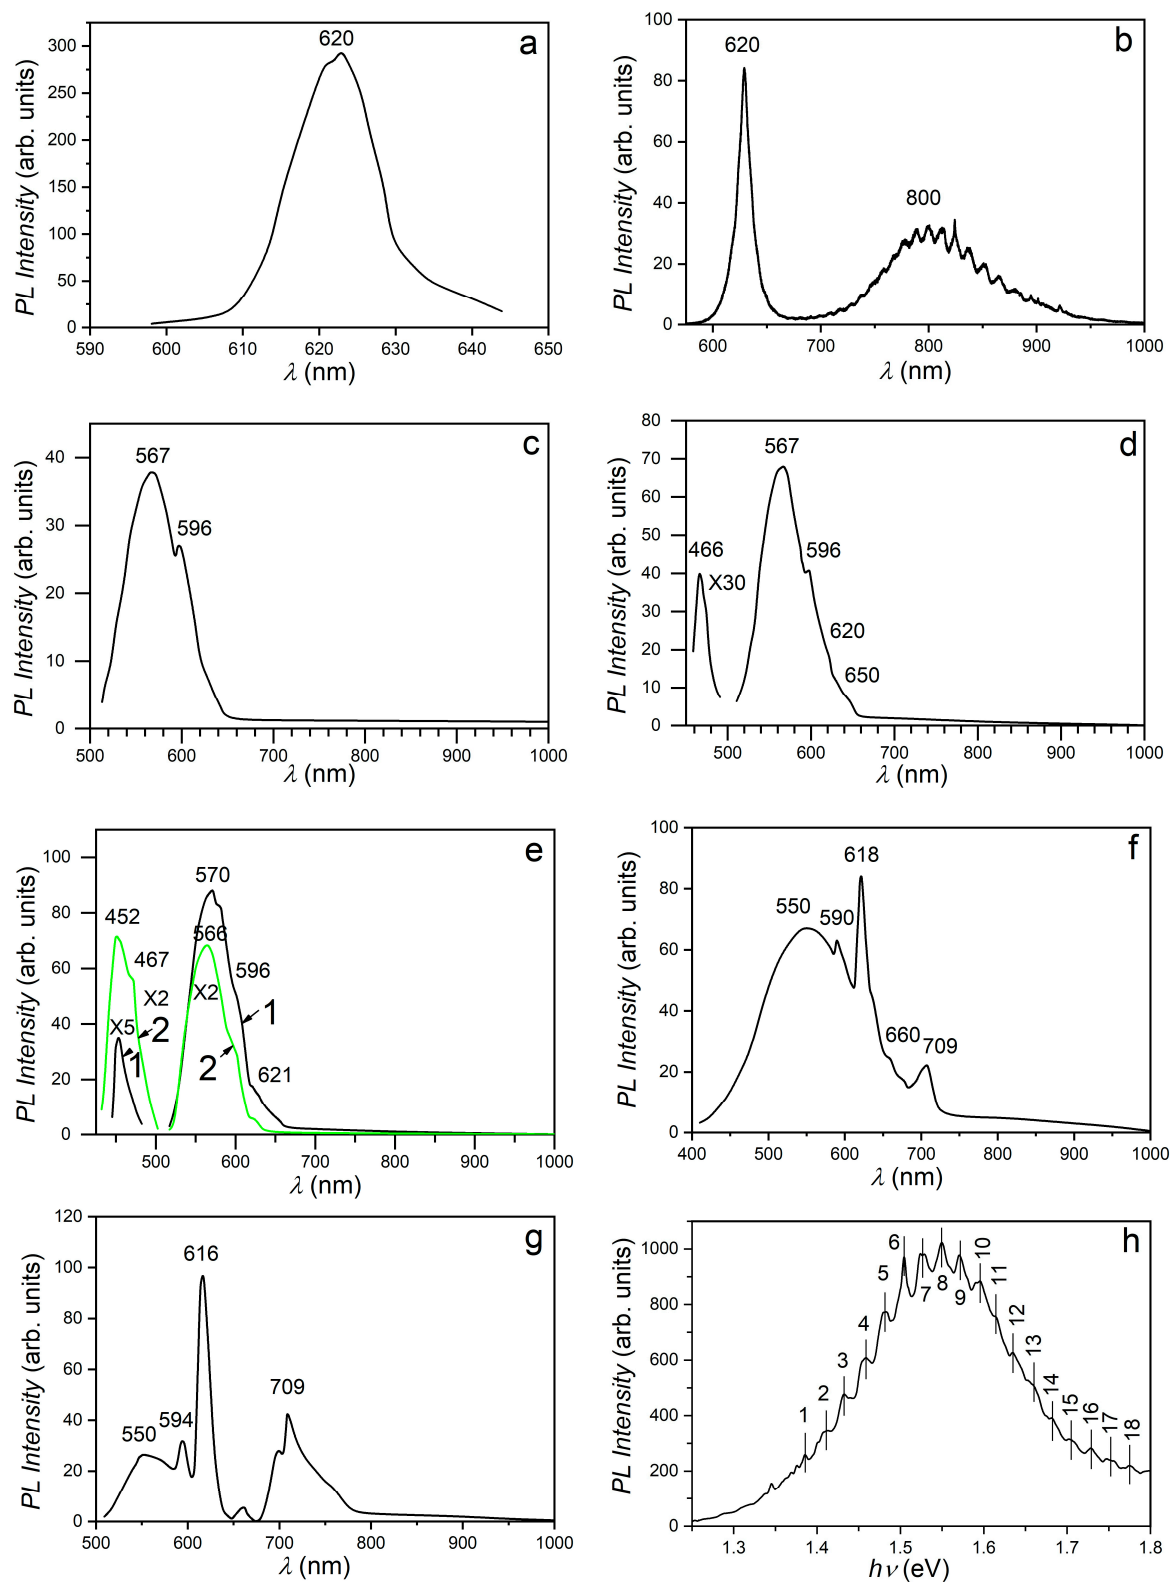 a
620
PL Intensity (arb. units)
300
250
200
150
100
50
0
590 600 610 620 630 640 650
λ (nm)
b
620
800
PL Intensity (arb. units)
100
80
60
40
20
0
600 700 800 900 1000
λ (nm)
c
567
596
PL Intensity (arb. units)
40
30
20
10
0
500 600 700 800 900 1000
λ (nm)
d
567
466
X30
596
620
650
PL Intensity (arb. units)
80
70
60
50
40
30
20
10
0
500 600 700 800 900 1000
λ (nm)
e
570
452
566
467
596
X2
X2
1
X5
2
1
2
621
PL Intensity (arb. units)
100
80
60
40
20
0
500 600 700 800 900 1000
λ (nm)
f
618
550
590
660
709
PL Intensity (arb. units)
100
80
60
40
20
0
400 500 600 700 800 900 1000
λ (nm)
g
616
709
550
594
PL Intensity (arb. units)
120
100
80
60
40
20
0
500 600 700 800 900 1000
λ (nm)
h
1 2 3 4 5 6 7 8 9 10 11 12 13 14 15 16 17 18
PL Intensity (arb. units)
1000
800
600
400
200
0
1.3 1.4 1.5 1.6 1.7 1.8
hν (eV)